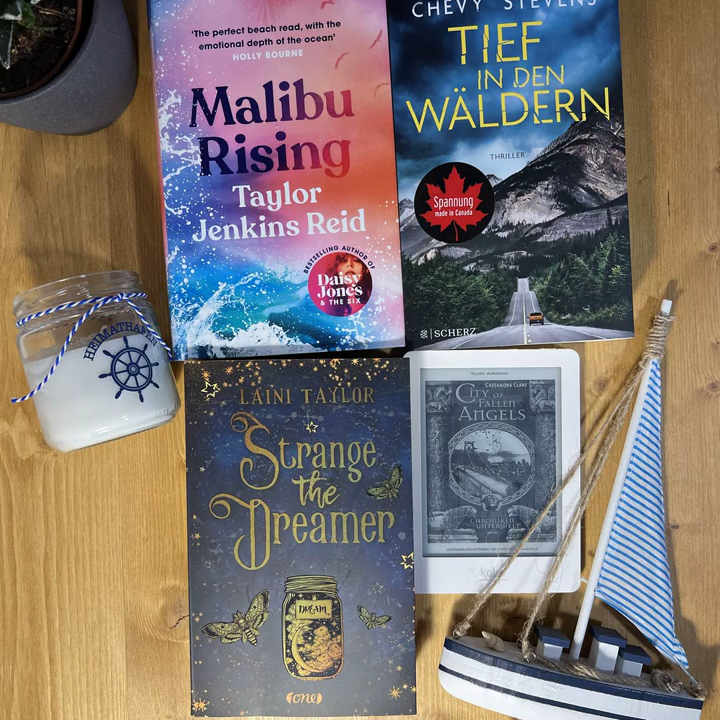 'The perfect beach read, with the
emotional depth of the ocean'
HOLLY BOURNE
Malibu
Rising
Taylor
Jenkins Reid
BESTSELLING AUTHOR OF
Daisy
Jones
& THE SIX
CHEVY STEVENS
TIEF
IN DEN
WÄLDERN
THRILLER
Spannung
made in Canada
SCHERZ
HEIMATHAFEN
LAINI TAYLOR
Strange
the
Dreamer
DREAM
one
CASSANDRA CLARE
CITY OF
FALLEN
ANGELS
CHRONIKEN
DER UNTERWELT
kobo